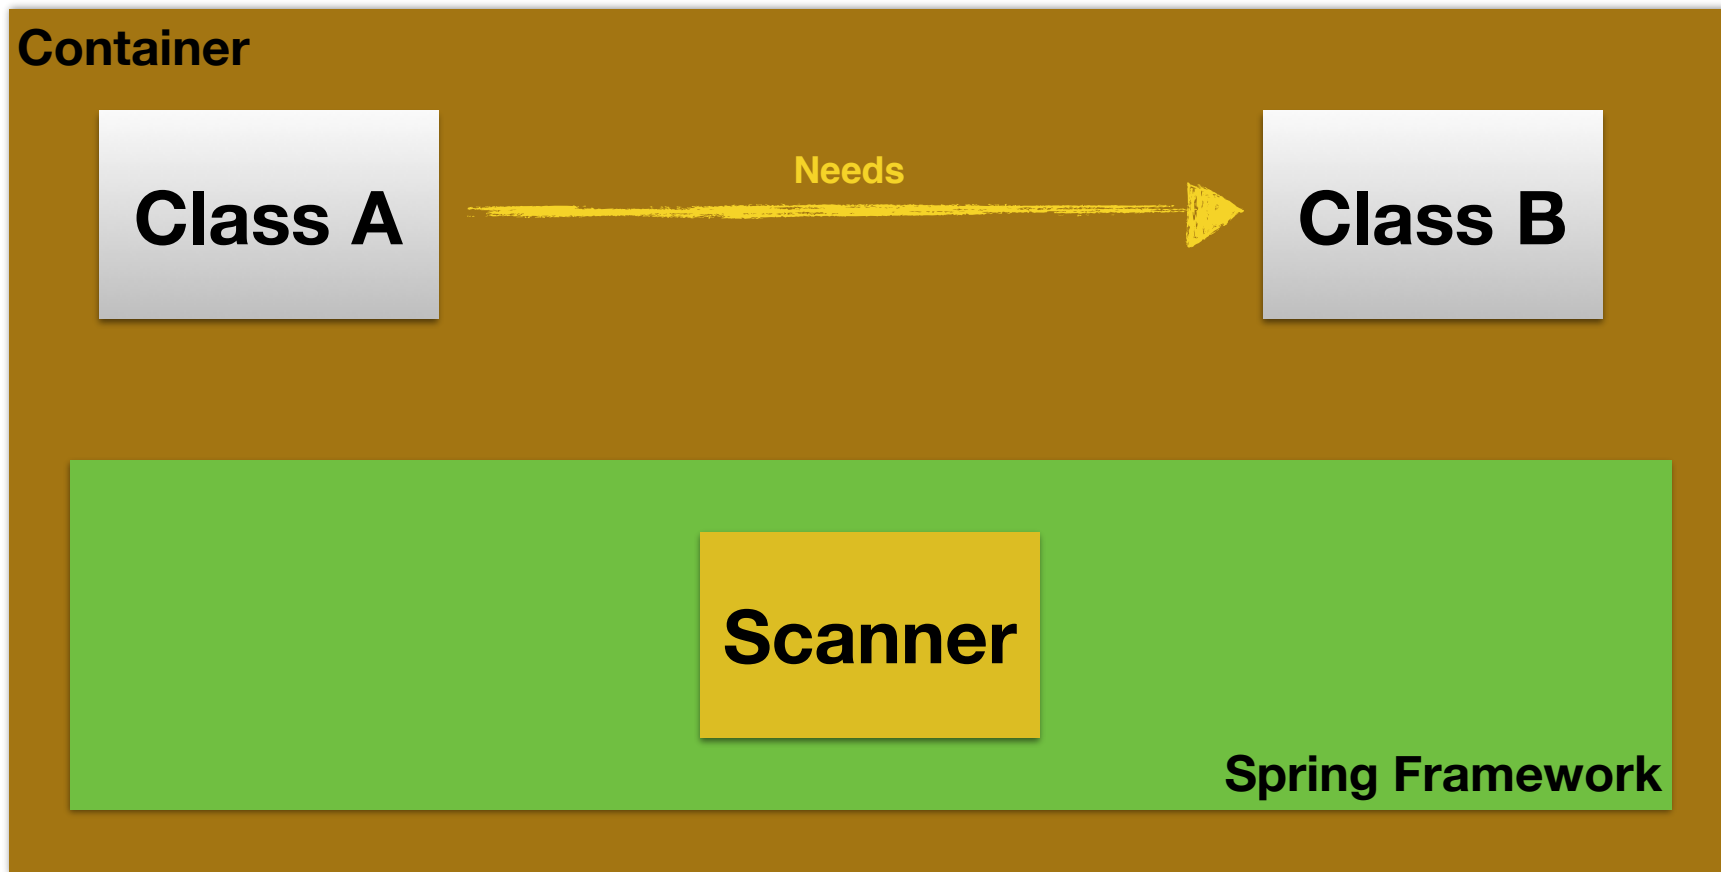 Container
Class A
Needs
Class B
Scanner
Spring Framework